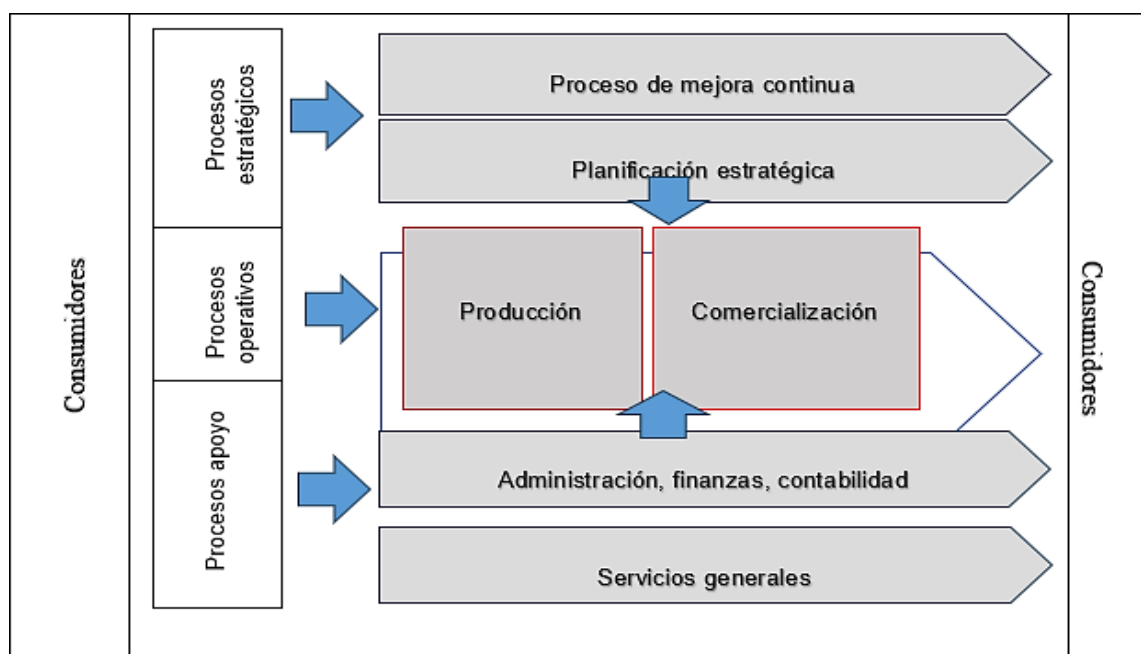 Consumidores
Procesos
estratégicos
Proceso de mejora continua
Planificación estratégica
Procesos
operativos
Producción
Comercialización
Procesos apoyo
Administración, finanzas, contabilidad
Servicios generales
Consumidores